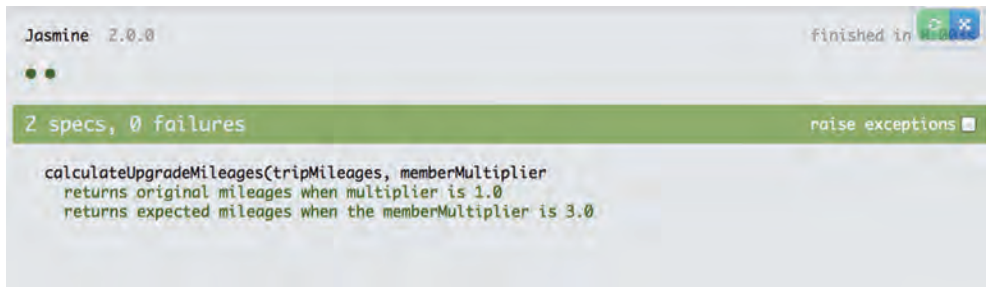 Jasmine 2.0.0
finished in
2 specs, 0 failures
raise exceptions
calculateUpgradeMileages(tripMileages, memberMultiplier
returns original mileages when multiplier is 1.0
returns expected mileages when the memberMultiplier is 3.0